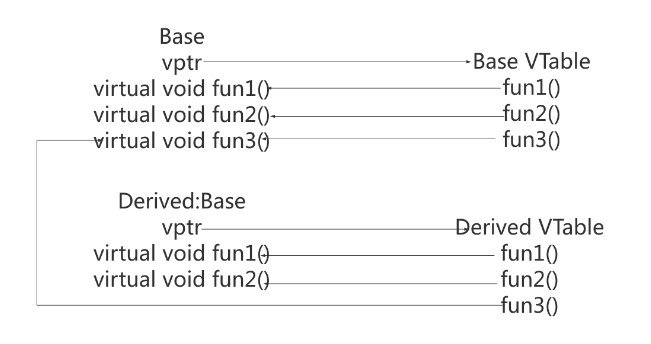 Base
vptr Base VTable
virtual void fun1() fun1()
virtual void fun2() fun2()
virtual void fun3() fun3()
Derived:Base
vptr Derived VTable
virtual void fun1() fun1()
virtual void fun2() fun2()
fun3()